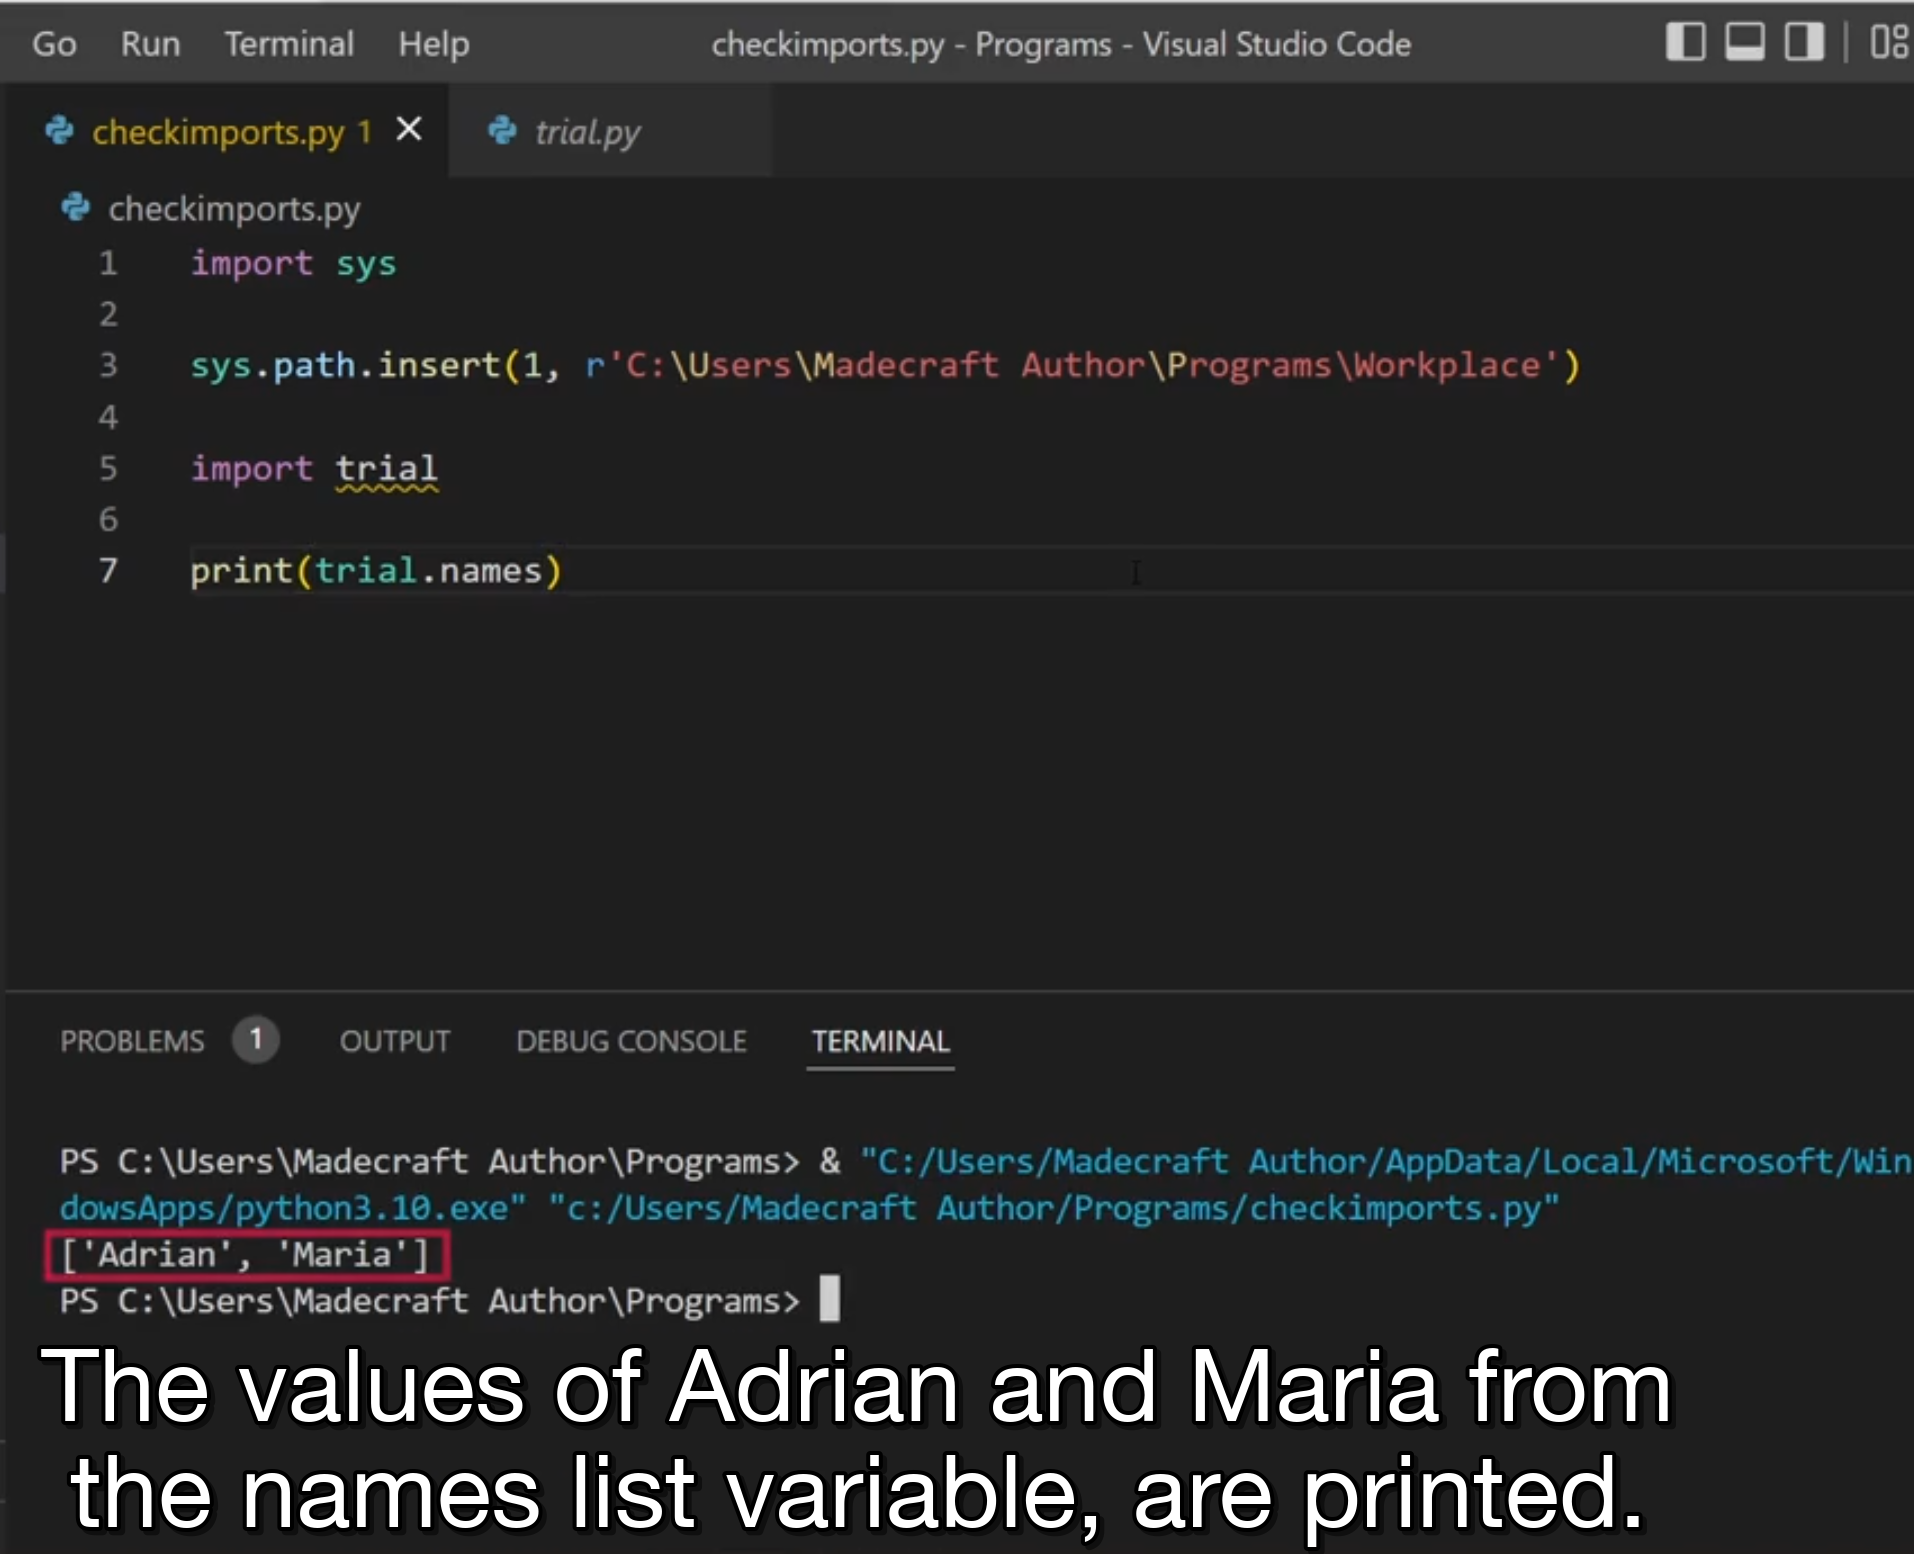 Go Run Terminal Help checkimports.py - Programs - Visual Studio Code
checkimports.py 1 trial.py
checkimports.py
1 import sys
2
3 sys.path.insert(1, r'C:\Users\Madecraft Author\Programs\Workplace')
4
5 import trial
6
7 print(trial.names)
PROBLEMS 1 OUTPUT DEBUG CONSOLE TERMINAL
PS C:\Users\Madecraft Author\Programs> & "C:/Users/Madecraft Author/AppData/Local/Microsoft/Win
dowsApps/python3.10.exe" "c:/Users/Madecraft Author/Programs/checkimports.py"
['Adrian', 'Maria']
PS C:\Users\Madecraft Author\Programs>
The values of Adrian and Maria from
the names list variable, are printed.